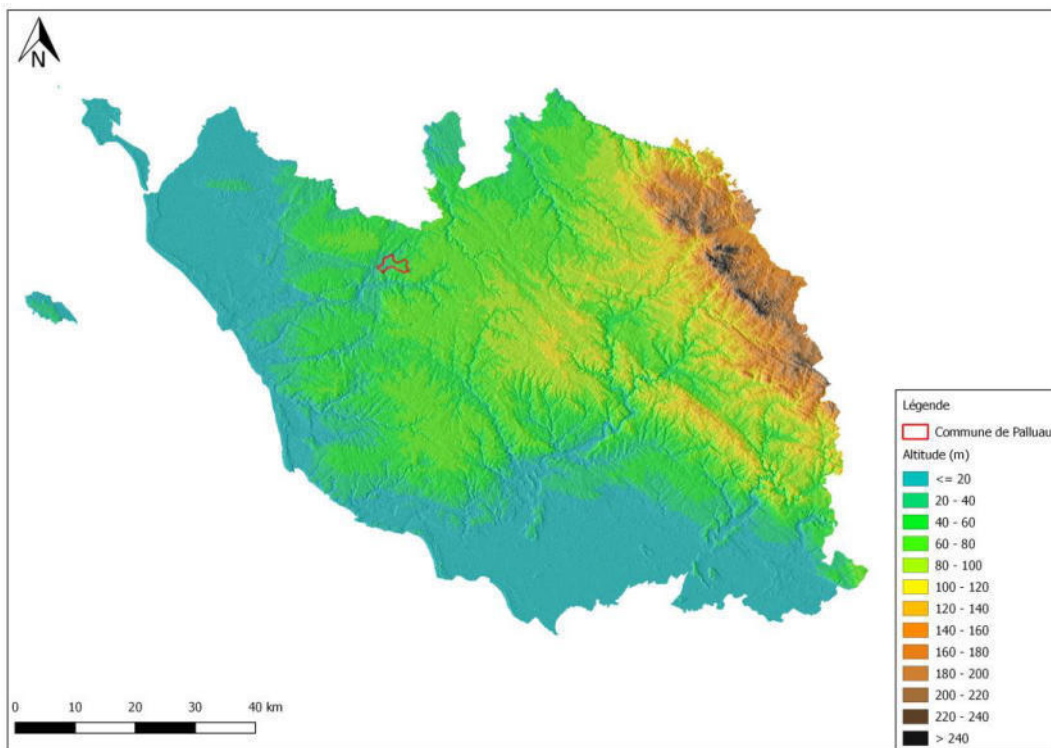 N
Légende
Commune de Palluau
Altitude (m)
<= 20
20 - 40
40 - 60
60 - 80
80 - 100
100 - 120
120 - 140
140 - 160
160 - 180
180 - 200
200 - 220
220 - 240
> 240
0 10 20 30 40 km